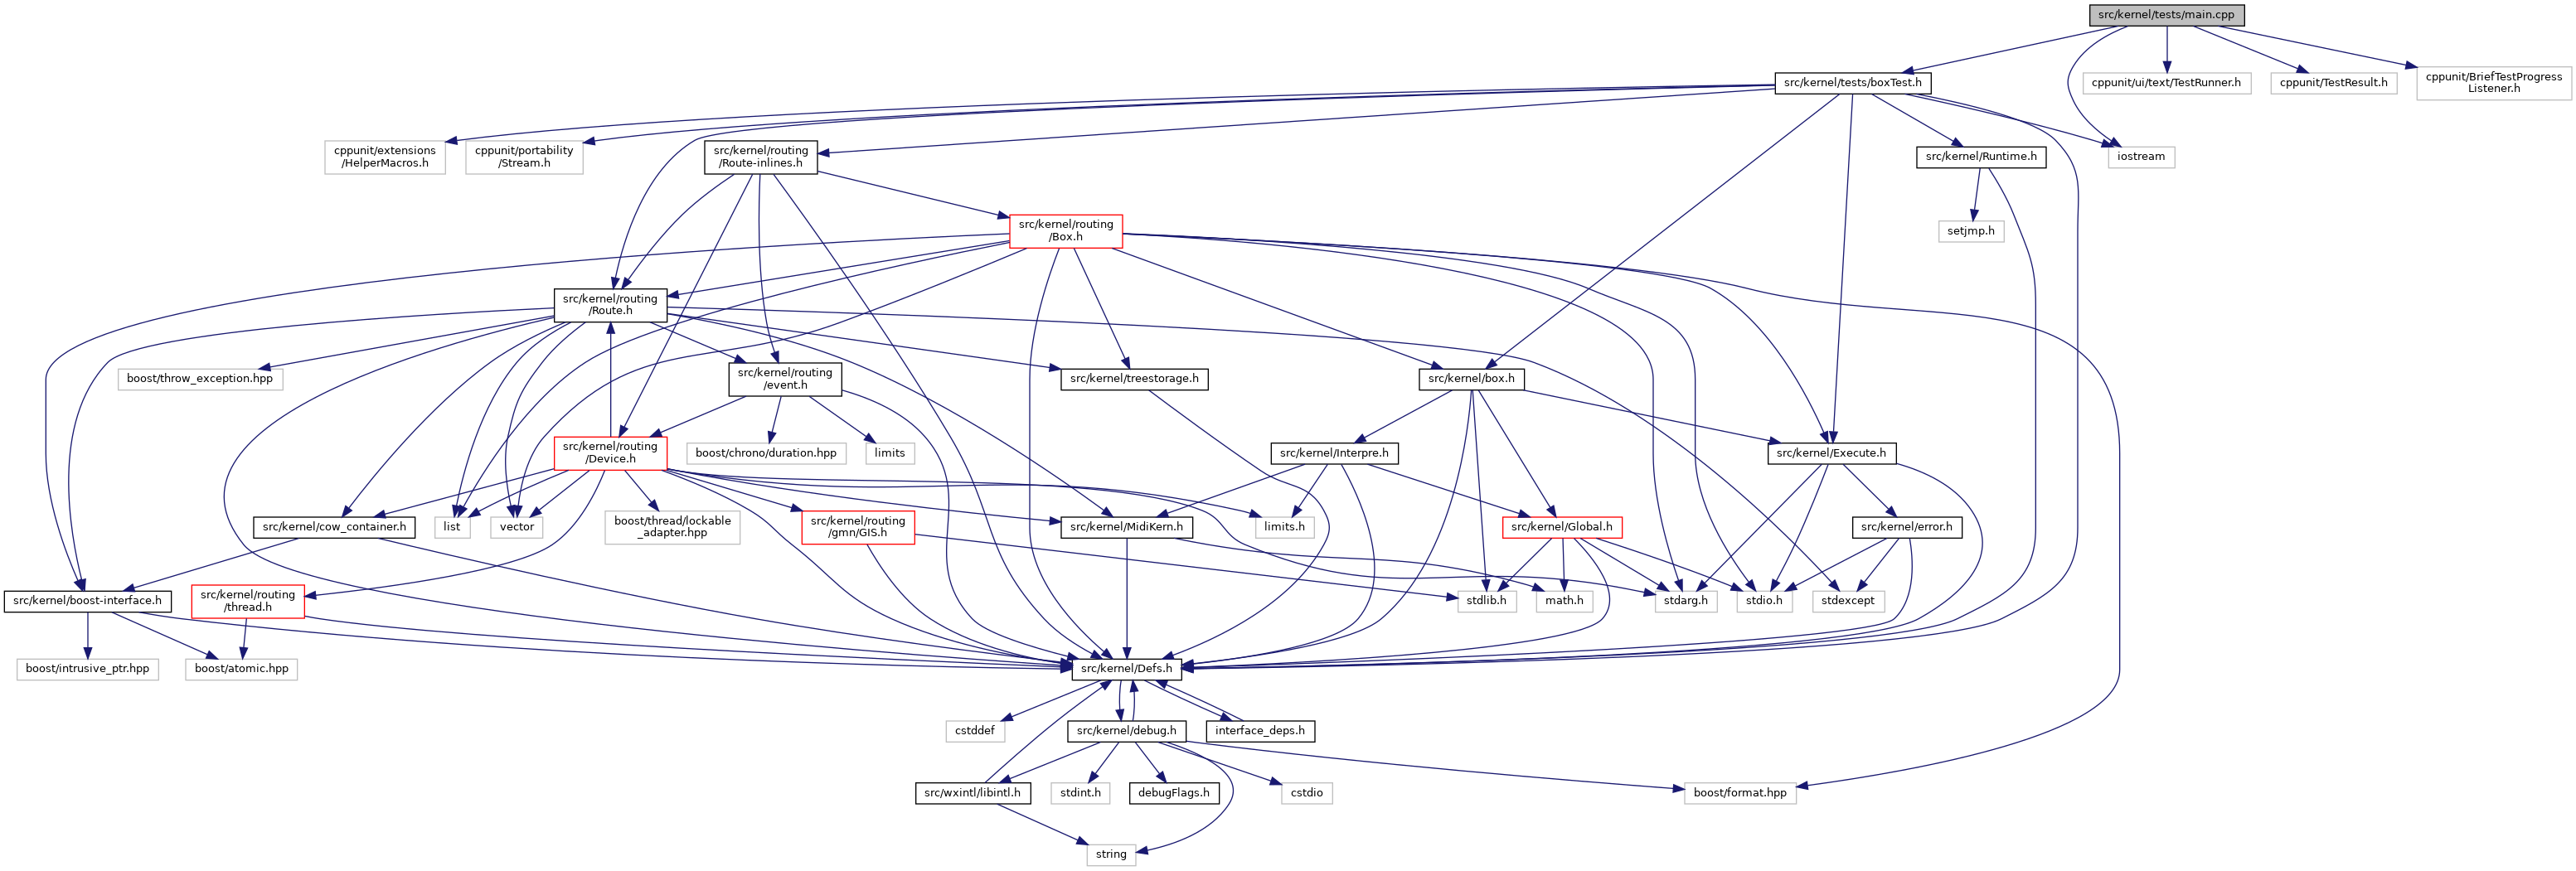 src/kernel/tests/main.cpp
src/kernel/tests/boxTest.h
cppunit/ui/text/TestRunner.h
cppunit/TestResult.h
cppunit/BriefTestProgress
Listener.h
cppunit/extensions
/HelperMacros.h
cppunit/portability
/Stream.h
src/kernel/routing
/Route-inlines.h
src/kernel/Runtime.h
iostream
src/kernel/routing
/Box.h
setjmp.h
src/kernel/routing
/Route.h
boost/throw_exception.hpp
src/kernel/routing
/event.h
src/kernel/treestorage.h
src/kernel/box.h
src/kernel/routing
/Device.h
boost/chrono/duration.hpp
limits
src/kernel/Interpre.h
src/kernel/Execute.h
src/kernel/cow_container.h
list
vector
boost/thread/lockable
_adapter.hpp
src/kernel/routing
/gmn/GIS.h
src/kernel/MidiKern.h
limits.h
src/kernel/Global.h
src/kernel/error.h
src/kernel/boost-interface.h
src/kernel/routing
/thread.h
stdlib.h
math.h
stdarg.h
stdio.h
stdexcept
boost/intrusive_ptr.hpp
boost/atomic.hpp
src/kernel/Defs.h
cstddef
src/kernel/debug.h
interface_deps.h
src/wxintl/libintl.h
stdint.h
debugFlags.h
cstdio
boost/format.hpp
string